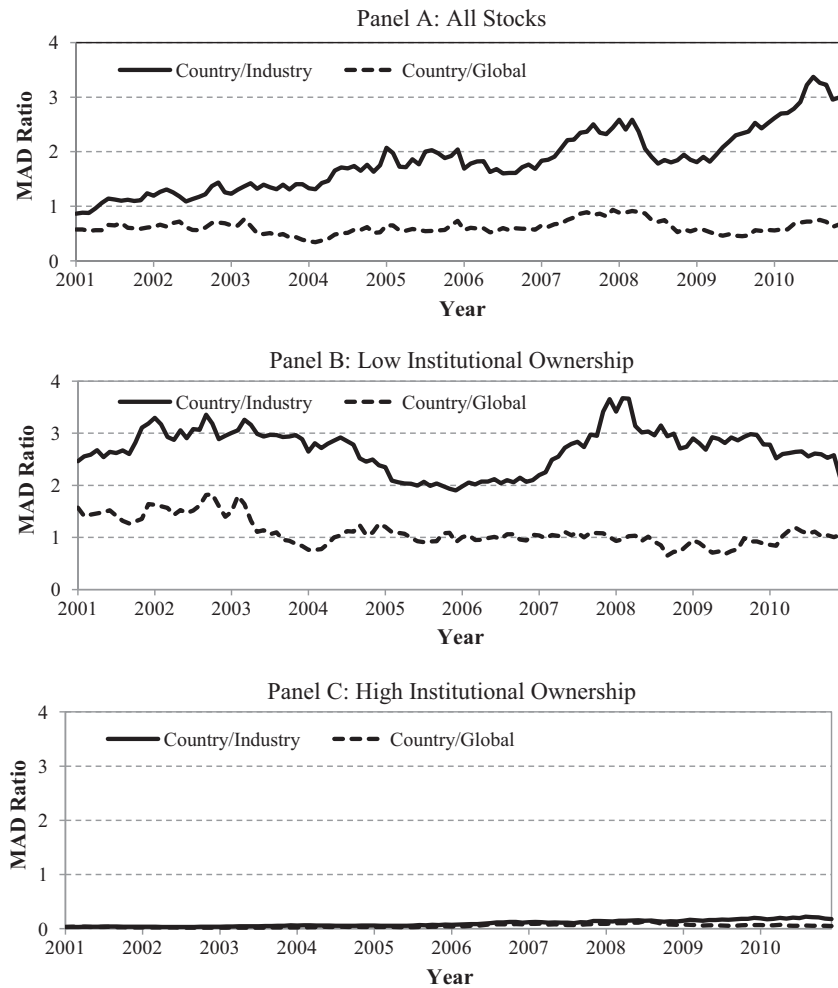 Panel A: All Stocks
4
3
2
1
0
MAD Ratio
Country/Industry
Country/Global
2001 2002 2003 2004 2005 2006 2007 2008 2009 2010
Year
Panel B: Low Institutional Ownership
4
3
2
1
0
MAD Ratio
Country/Industry
Country/Global
2001 2002 2003 2004 2005 2006 2007 2008 2009 2010
Year
Panel C: High Institutional Ownership
4
3
2
1
0
MAD Ratio
Country/Industry
Country/Global
2001 2002 2003 2004 2005 2006 2007 2008 2009 2010
Year